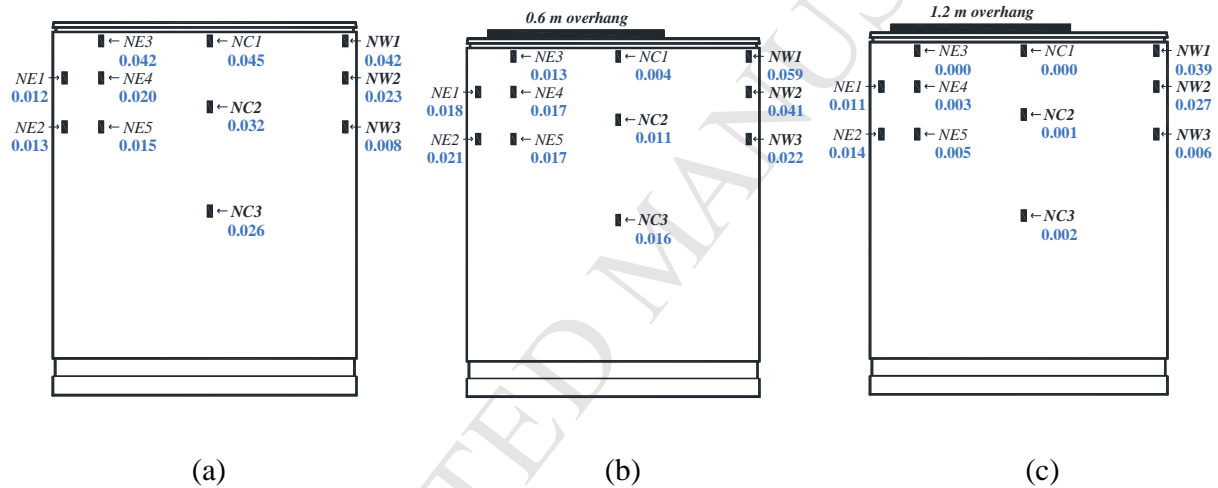 0.6 m overhang
1.2 m overhang
← NE3
0.042
← NC1
0.045
← NW1
0.042
NE1 →
0.012
← NE4
0.020
← NW2
0.023
← NC2
0.032
NE2 →
0.013
← NE5
0.015
← NW3
0.008
← NC3
0.026
← NE3
0.013
← NC1
0.004
← NW1
0.059
NE1 →
0.018
← NE4
0.017
← NW2
0.041
← NC2
0.011
NE2 →
0.021
← NE5
0.017
← NW3
0.022
← NC3
0.016
← NE3
0.000
← NC1
0.000
← NW1
0.039
NE1 →
0.011
← NE4
0.003
← NW2
0.027
← NC2
0.001
NE2 →
0.014
← NE5
0.005
← NW3
0.006
← NC3
0.002
TED MANUS
(a)
(b)
(c)